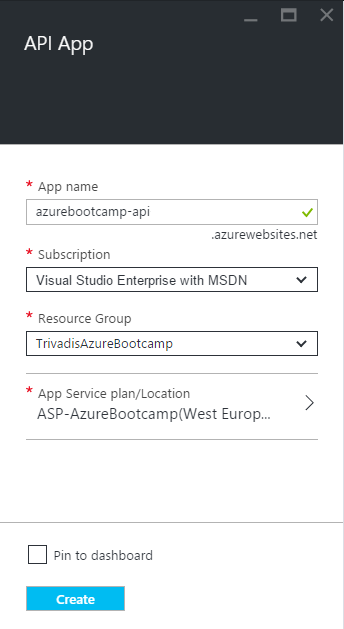 API App
* App name
azurebootcamp-api
.azurewebsites.net
* Subscription
Visual Studio Enterprise with MSDN
* Resource Group
TrivadisAzureBootcamp
* App Service plan/Location
ASP-AzureBootcamp(West Europ...
Pin to dashboard
Create